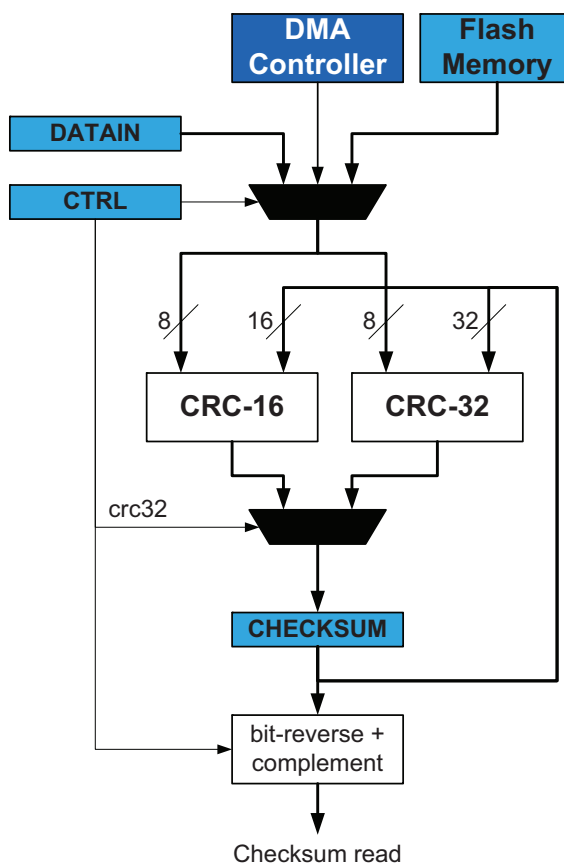 DMA
Controller
Flash
Memory
DATAIN
CTRL
8
16
8
32
CRC-16
CRC-32
crc32
CHECKSUM
bit-reverse +
complement
Checksum read